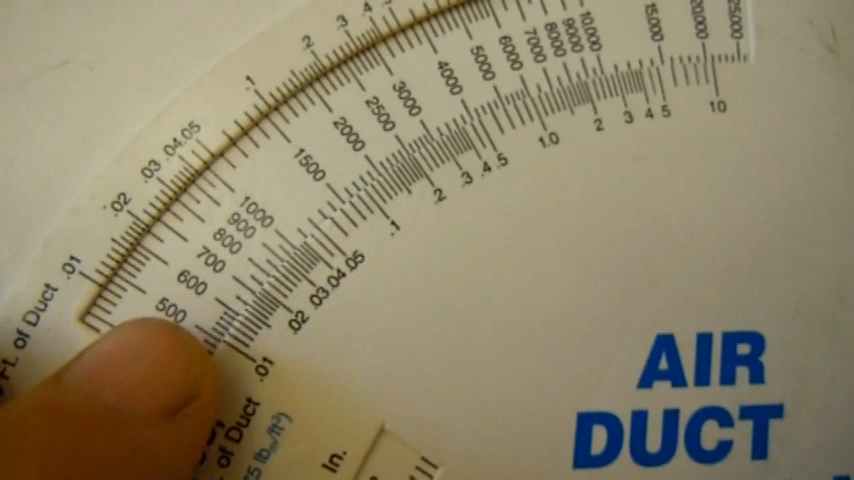 .01 .02 .03 .04 .05 .1 .2 .3 .4
500 600 700 800 900 1000 1500 2000 2500 3000 4000 5000 6000 7000 8000 9000 10,000 15,000 20,000 25,000
.01 .02 .03 .04 .05 .1 .2 .3 .4 .5 1.0 2 3 4 5 10
Ft. of Duct
of Duct
In.
AIR
DUCT